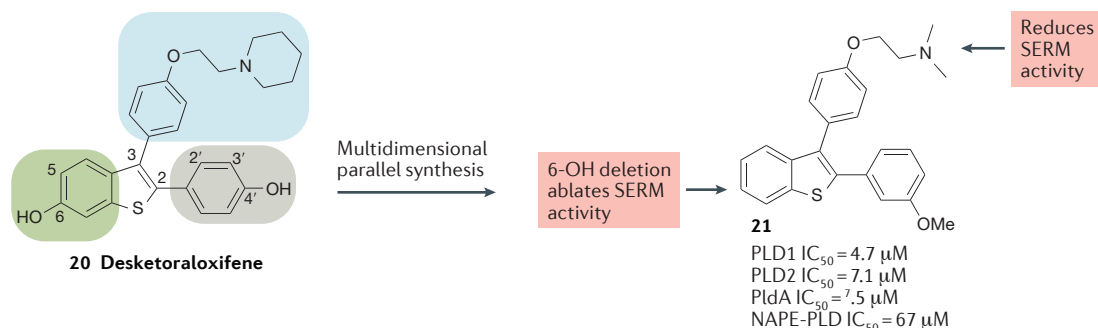 O
N
5
6
HO
3
2
S
2′
3′
4′
OH
20 Desketoraloxifene
Multidimensional
parallel synthesis
6-OH deletion
ablates SERM
activity
O
N
Reduces
SERM
activity
S
OMe
21
PLD1 IC50 = 4.7 μM
PLD2 IC50 = 7.1 μM
PldA IC50 = 7.5 μM
NAPE-PLD IC50 = 67 μM